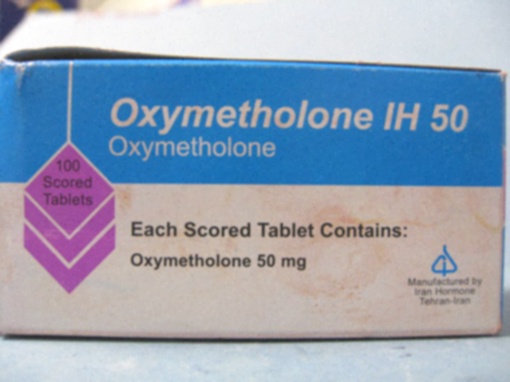 Oxymetholone IH 50
Oxymetholone
100
Scored
Tablets
Each Scored Tablet Contains:
Oxymetholone 50 mg
Manufactured by
Iran Hormone
Tehran-Iran